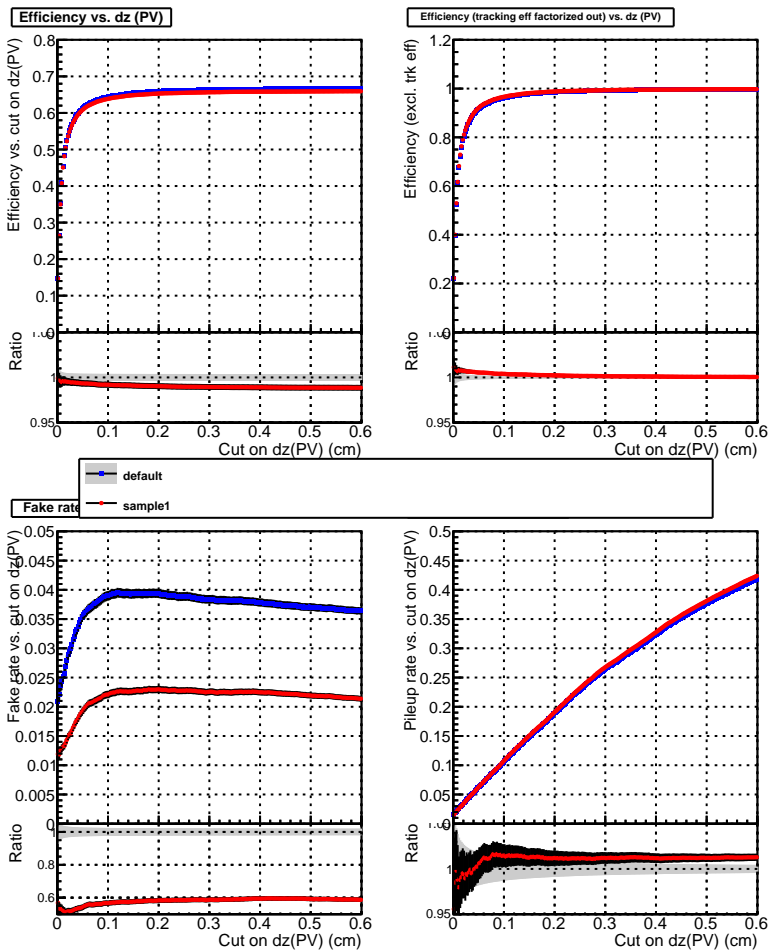 Efficiency vs. dz (PV)
Efficiency vs. cut on dz(PV)
0.8
0.7
0.6
0.5
0.4
0.3
0.2
0.1
0
Ratio
1
0.95
0 0.1 0.2 0.3 0.4 0.5 0.6
Cut on dz(PV) (cm)
Efficiency (tracking eff factorized out) vs. dz (PV)
Efficiency (excl. trk eff)
1.2
1
0.8
0.6
0.4
0.2
0
Ratio
1
0.95
0 0.1 0.2 0.3 0.4 0.5 0.6
Cut on dz(PV) (cm)
default
sample1
Fake rate
Fake rate vs. cut on dz(PV)
0.05
0.045
0.04
0.035
0.03
0.025
0.02
0.015
0.01
0.005
0
Ratio
1
0.8
0.6
0 0.1 0.2 0.3 0.4 0.5 0.6
Cut on dz(PV) (cm)
Pileup rate vs. cut on dz(PV)
0.5
0.45
0.4
0.35
0.3
0.25
0.2
0.15
0.1
0.05
0
Ratio
1
0.95
0 0.1 0.2 0.3 0.4 0.5 0.6
Cut on dz(PV) (cm)